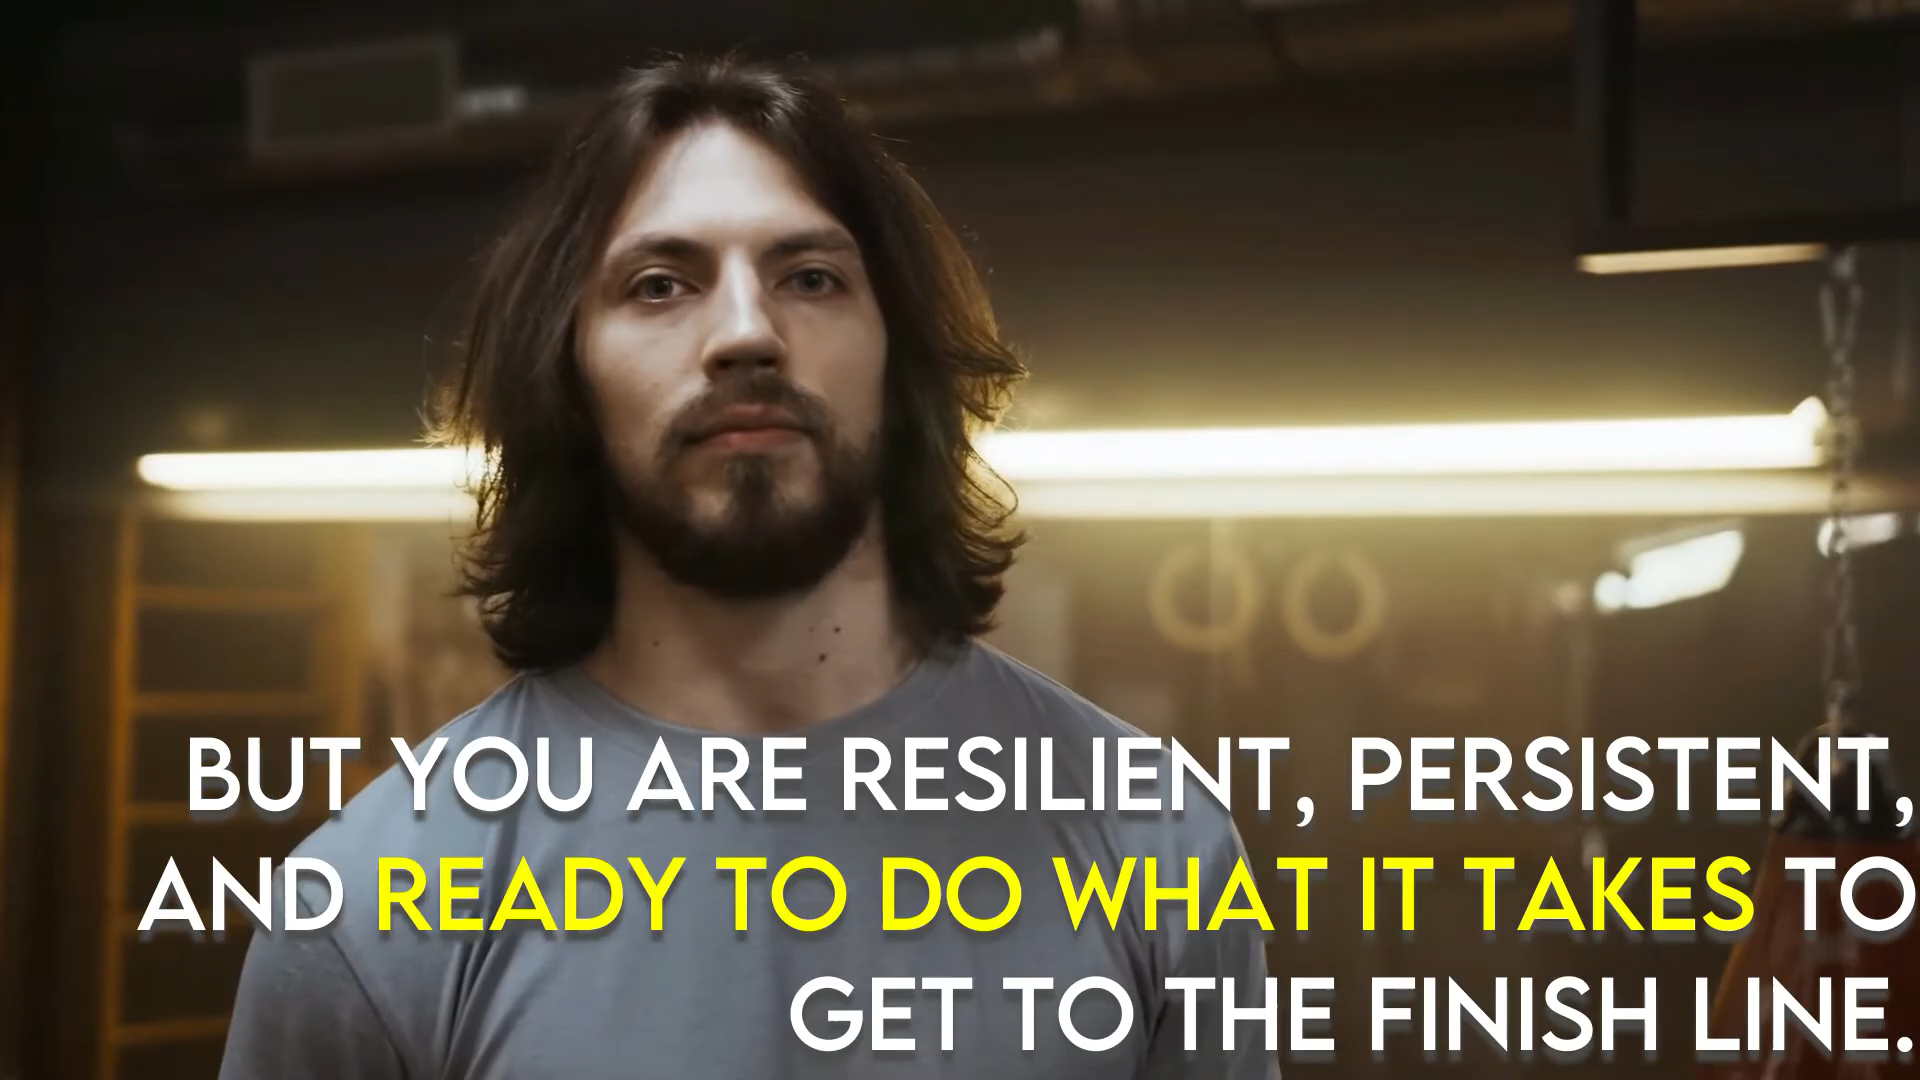 BUT YOU ARE RESILIENT, PERSISTENT,
AND READY TO DO WHAT IT TAKES TO
GET TO THE FINISH LINE.